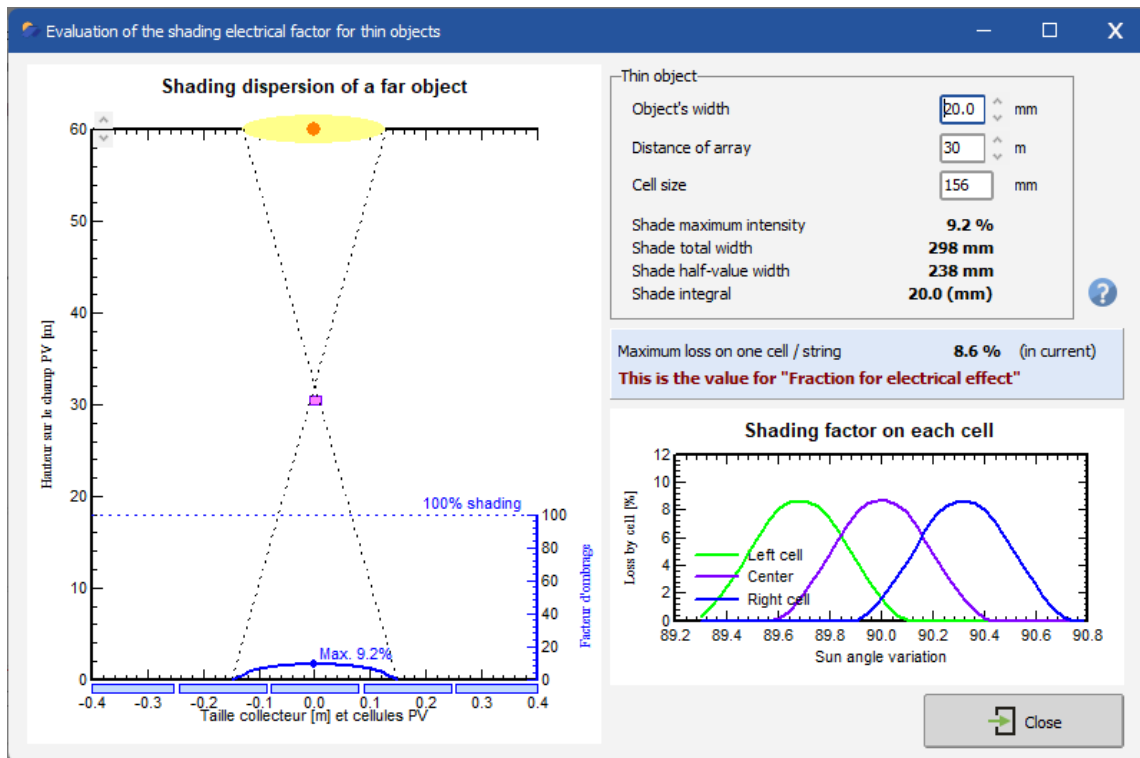 Evaluation of the shading electrical factor for thin objects
Shading dispersion of a far object
60
50
40
30
20
10
0
Hauteur sur le champ PV [m]
100% shading
100
80
60
40
20
0
Facteur d'ombrage
Max. 9.2%
-0.4 -0.3 -0.2 -0.1 0.0 0.1 0.2 0.3 0.4
Taille collecteur [m] et cellules PV
Thin object
Object's width 20.0 mm
Distance of array 30 m
Cell size 156 mm
Shade maximum intensity 9.2 %
Shade total width 298 mm
Shade half-value width 238 mm
Shade integral 20.0 (mm)
?
Maximum loss on one cell / string 8.6 % (in current)
This is the value for "Fraction for electrical effect"
Shading factor on each cell
12
10
8
6
4
2
0
Loss by cell [%]
Left cell
Center
Right cell
89.2 89.4 89.6 89.8 90.0 90.2 90.4 90.6 90.8
Sun angle variation
Close